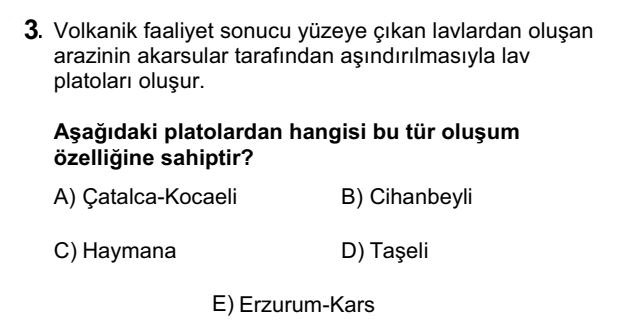 3. Volkanik faaliyet sonucu yüzeye çıkan lavlardan oluşan
arazinin akarsular tarafından aşındırılmasıyla lav
platoları oluşur.
Aşağıdaki platolardan hangisi bu tür oluşum
özelliğine sahiptir?
A) Çatalca-Kocaeli B) Cihanbeyli
C) Haymana D) Taşeli
E) Erzurum-Kars